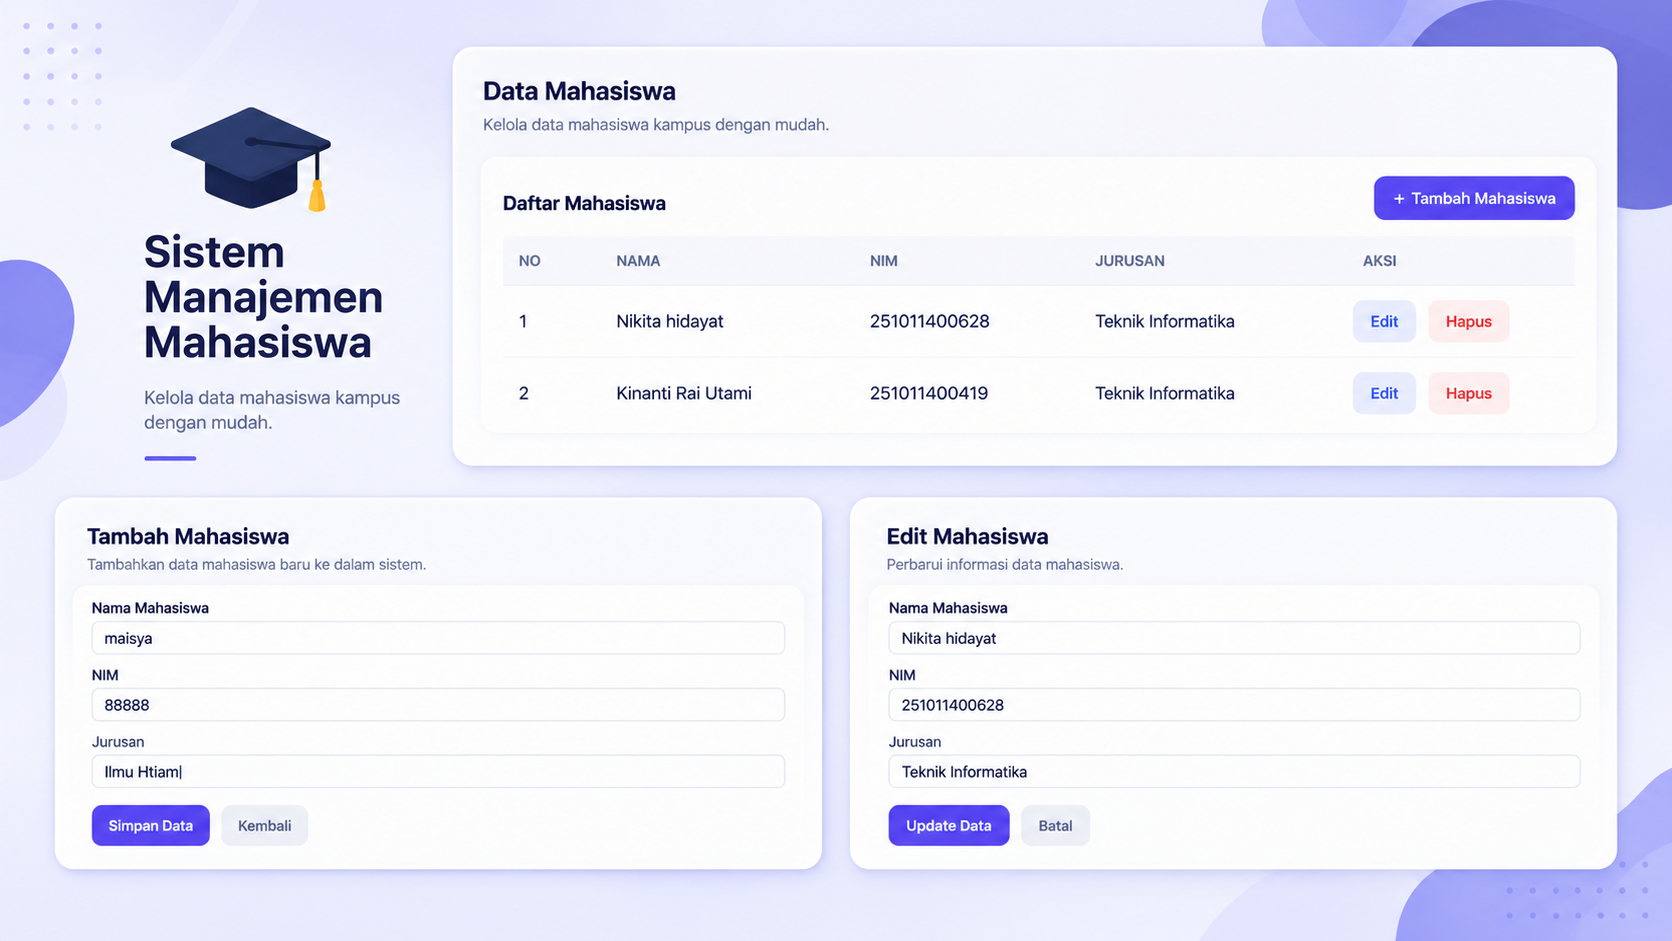 Sistem
Manajemen
Mahasiswa
Kelola data mahasiswa kampus
dengan mudah.
Data Mahasiswa
Kelola data mahasiswa kampus dengan mudah.
Daftar Mahasiswa
+ Tambah Mahasiswa
NO NAMA NIM JURUSAN AKSI
1 Nikita hidayat 251011400628 Teknik Informatika Edit Hapus
2 Kinanti Rai Utami 251011400419 Teknik Informatika Edit Hapus
Tambah Mahasiswa
Tambahkan data mahasiswa baru ke dalam sistem.
Nama Mahasiswa
maisya
NIM
88888
Jurusan
Ilmu Htiam
Simpan Data Kembali
Edit Mahasiswa
Perbarui informasi data mahasiswa.
Nama Mahasiswa
Nikita hidayat
NIM
251011400628
Jurusan
Teknik Informatika
Update Data Batal